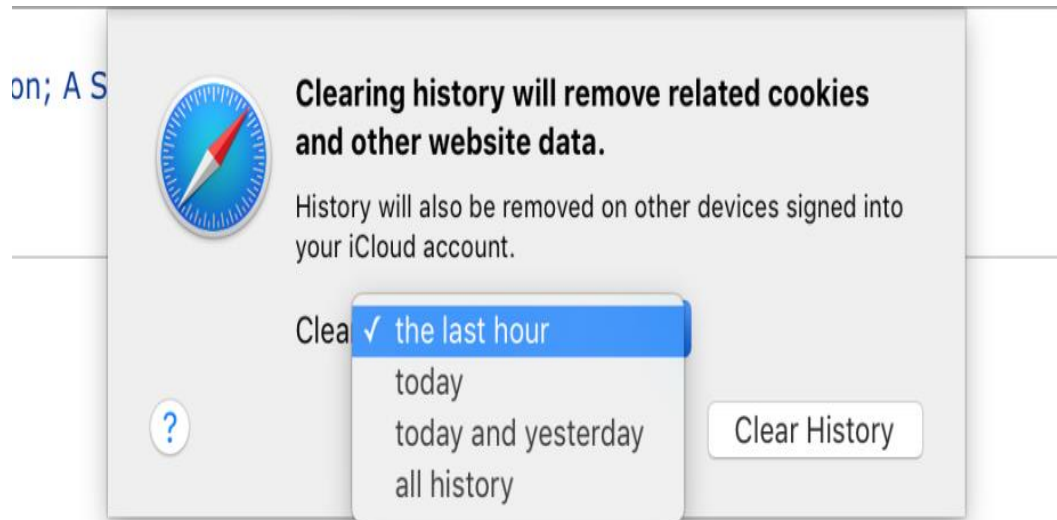 on; A S
Clearing history will remove related cookies
and other website data.
History will also be removed on other devices signed into
your iCloud account.
Clea ✓ the last hour
today
today and yesterday
all history
? Clear History